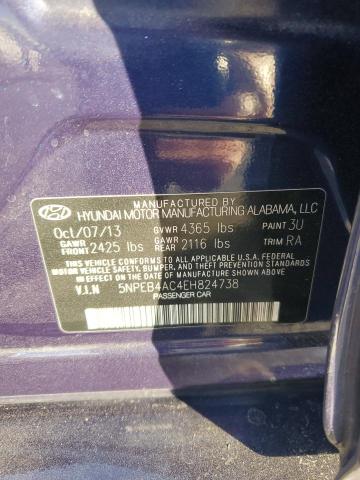 MANUFACTURED BY
HYUNDAI MOTOR MANUFACTURING ALABAMA, LLC
Oct/07/13 GVWR 4365 lbs PAINT 3U
GAWR FRONT 2425 lbs GAWR REAR 2116 lbs TRIM RA
THIS VEHICLE CONFORMS TO ALL APPLICABLE U.S.A. FEDERAL
MOTOR VEHICLE SAFETY, BUMPER, AND THEFT PREVENTION STANDARDS
IN EFFECT ON THE DATE OF MANUFACTURE SHOWN ABOVE.
V.I.N 5NPEB4AC4EH824738
PASSENGER CAR